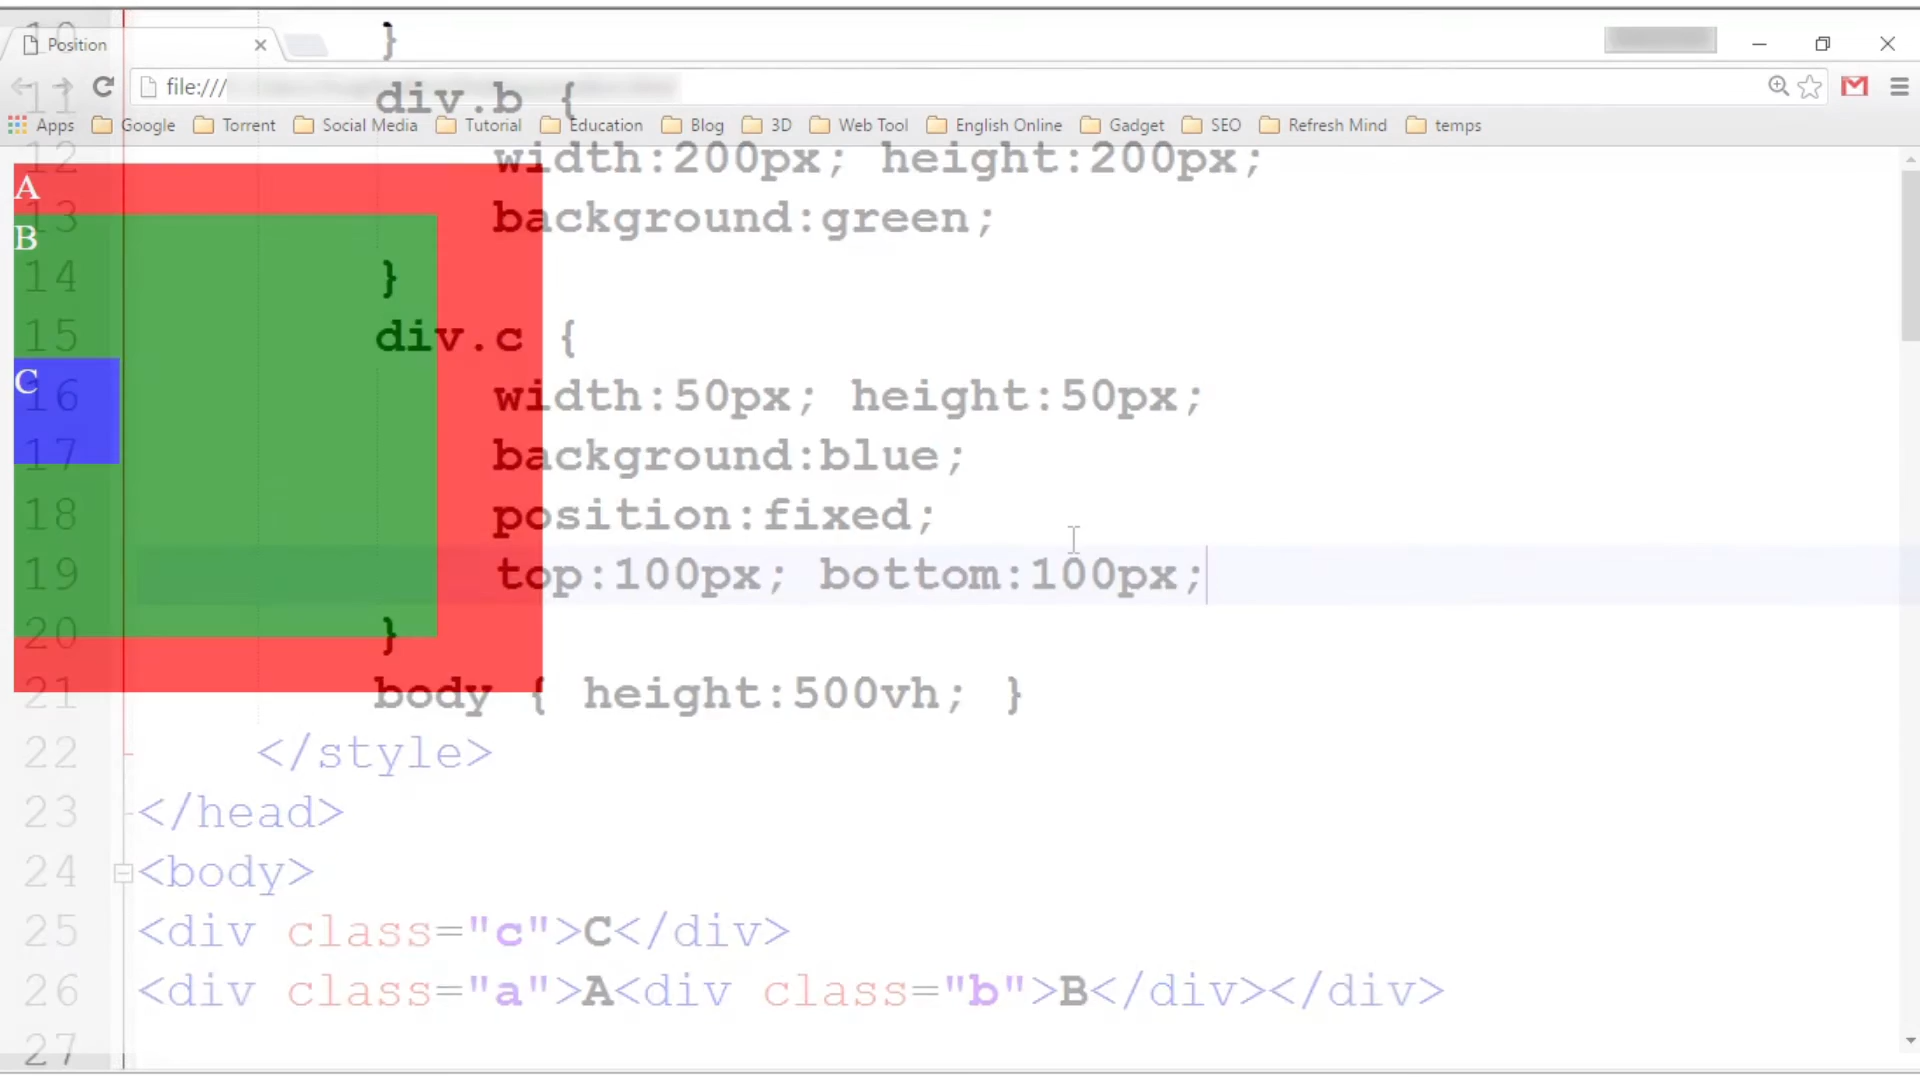 10 }
Position
file:///
11 div.b {
Apps Google Torrent Social Media Tutorial Education Blog 3D Web Tool English Online Gadget SEO Refresh Mind temps
12 width:200px; height:200px;
A
13 background:green;
B
14 }
15 div.c {
C
16 width:50px; height:50px;
17 background:blue;
18 position:fixed;
19 top:100px; bottom:100px;
20 }
21 body { height:500vh; }
22 </style>
23 </head>
24 <body>
25 <div class="c">C</div>
26 <div class="a">A<div class="b">B</div></div>
27